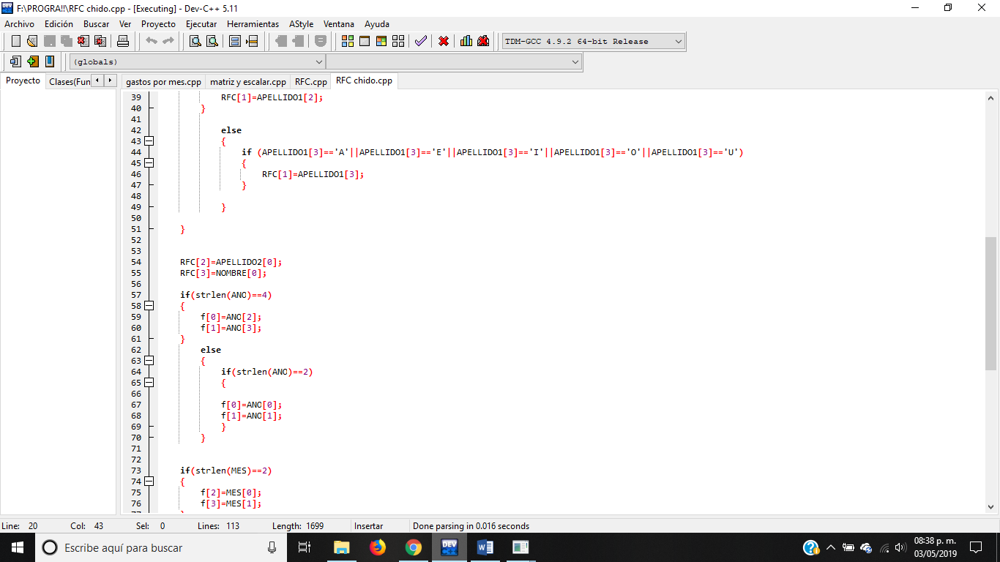 F:\PROGRA!!\RFC chido.cpp - [Executing] - Dev-C++ 5.11
Archivo Edición Buscar Ver Proyecto Ejecutar Herramientas AStyle Ventana Ayuda
TDM-GCC 4.9.2 64-bit Release
(globals)
Proyecto Clases(Fun gastos por mes.cpp matriz y escalar.cpp RFC.cpp RFC chido.cpp
39 RFC[1]=APELLIDO1[2];
40 }
41
42 else
43 {
44 if (APELLIDO1[3]=='A'||APELLIDO1[3]=='E'||APELLIDO1[3]=='I'||APELLIDO1[3]=='O'||APELLIDO1[3]=='U')
45 {
46 RFC[1]=APELLIDO1[3];
47 }
48
49 }
50
51 }
52
53
54 RFC[2]=APELLIDO2[0];
55 RFC[3]=NOMBRE[0];
56
57 if(strlen(ANO)==4)
58 {
59 f[0]=ANO[2];
60 f[1]=ANO[3];
61 }
62 else
63 {
64 if(strlen(ANO)==2)
65 {
66
67 f[0]=ANO[0];
68 f[1]=ANO[1];
69 }
70 }
71
72
73 if(strlen(MES)==2)
74 {
75 f[2]=MES[0];
76 f[3]=MES[1];
Line: 20 Col: 43 Sel: 0 Lines: 113 Length: 1699 Insertar Done parsing in 0.016 seconds
Escribe aquí para buscar
DEV
08:38 p. m.
03/05/2019